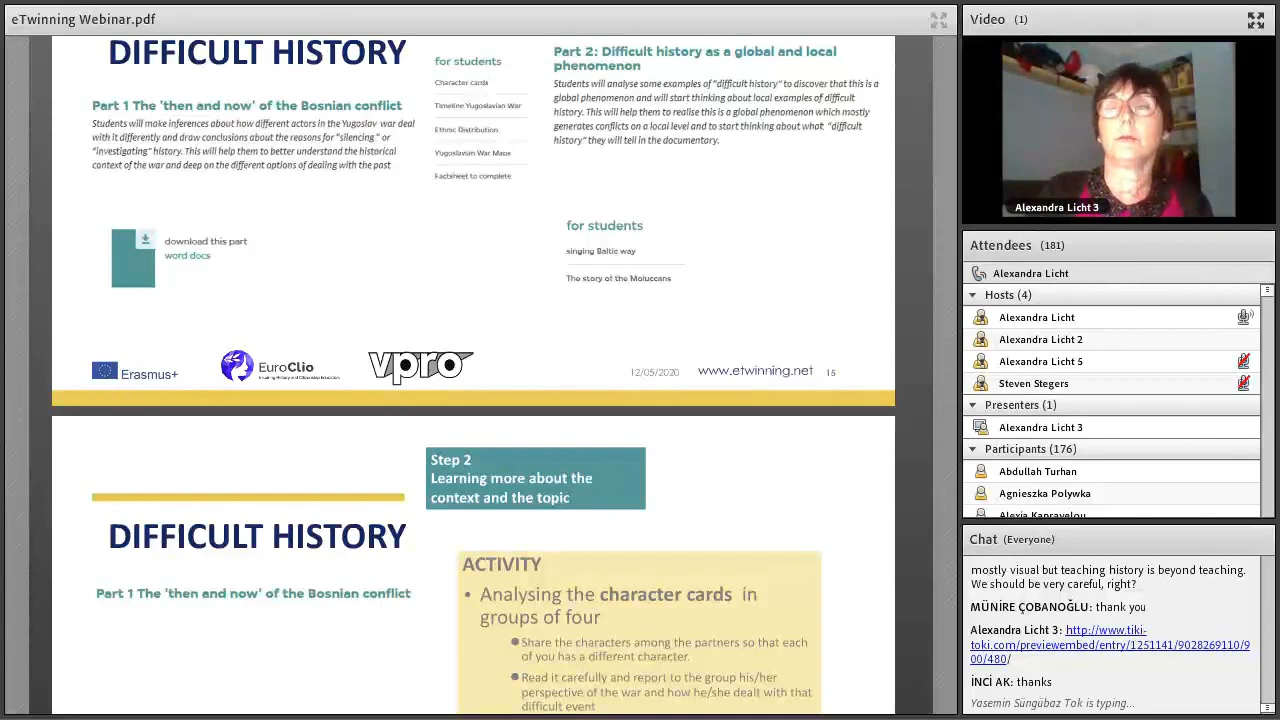 eTwinning Webinar.pdf
DIFFICULT HISTORY
Part 1 The 'then and now' of the Bosnian conflict
Students will make inferences about how different actors in the Yugoslav war deal
with it differently and draw conclusions about the reasons for "silencing" or
"investigating" history. This will help them to better understand the historical
context of the war and deep on the different options of dealing with the past
download this part
word docs
for students
Character cards
Timeline Yugoslavian War
Ethnic Distribution
Yugoslavian War Maps
Factsheet to complete
Part 2: Difficult history as a global and local
phenomenon
Students will analyse some examples of "difficult history" to discover that this is a
global phenomenon and will start thinking about local examples of difficult
history. This will help them to realise this is a global phenomenon which mostly
generates conflicts on a local level and to start thinking about what "difficult
history" they will tell in the documentary.
for students
singing Baltic way
The story of the Moluccans
Erasmus+
EuroClio
Inspiring History and Citizenship Educators
vpro
12/05/2020
www.etwinning.net
15
Step 2
Learning more about the
context and the topic
DIFFICULT HISTORY
Part 1 The 'then and now' of the Bosnian conflict
ACTIVITY
• Analysing the character cards in
groups of four
Share the characters among the partners so that each
of you has a different character.
Read it carefully and report to the group his/her
perspective of the war and how he/she dealt with that
difficult event
Video (1)
Alexandra Licht 3
Attendees (181)
Alexandra Licht
Hosts (4)
Alexandra Licht
Alexandra Licht 2
Alexandra Licht 5
Steven Stegers
Presenters (1)
Alexandra Licht 3
Participants (176)
Abdullah Turhan
Agnieszka Polywka
Alexia Kapravelou
Chat (Everyone)
mostly visual but teaching history is beyond teaching.
We should be very careful, right?
MÜNİRE ÇOBANOĞLU: thank you
Alexandra Licht 3: http://www.tiki-
toki.com/previewembed/entry/1251141/9028269110/9
00/480/
İNCİ AK: thanks
Yasemin Süngübaz Tok is typing...